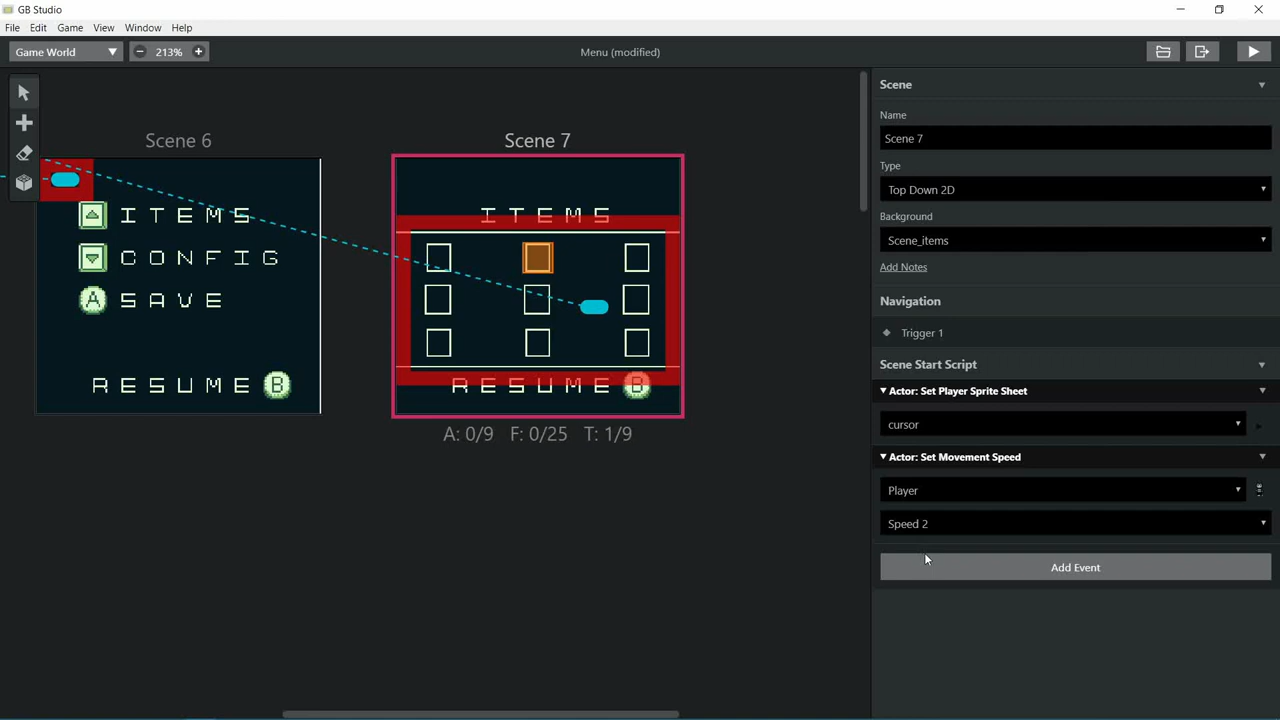 GB Studio
File Edit Game View Window Help
Game World 213% Menu (modified)
Scene 6
ITEMS
CONFIG
A SAVE
RESUME B
Scene 7
ITEMS
RESUME B
A: 0/9 F: 0/25 T: 1/9
Scene
Name
Scene 7
Type
Top Down 2D
Background
Scene_items
Add Notes
Navigation
Trigger 1
Scene Start Script
Actor: Set Player Sprite Sheet
cursor
Actor: Set Movement Speed
Player
Speed 2
Add Event